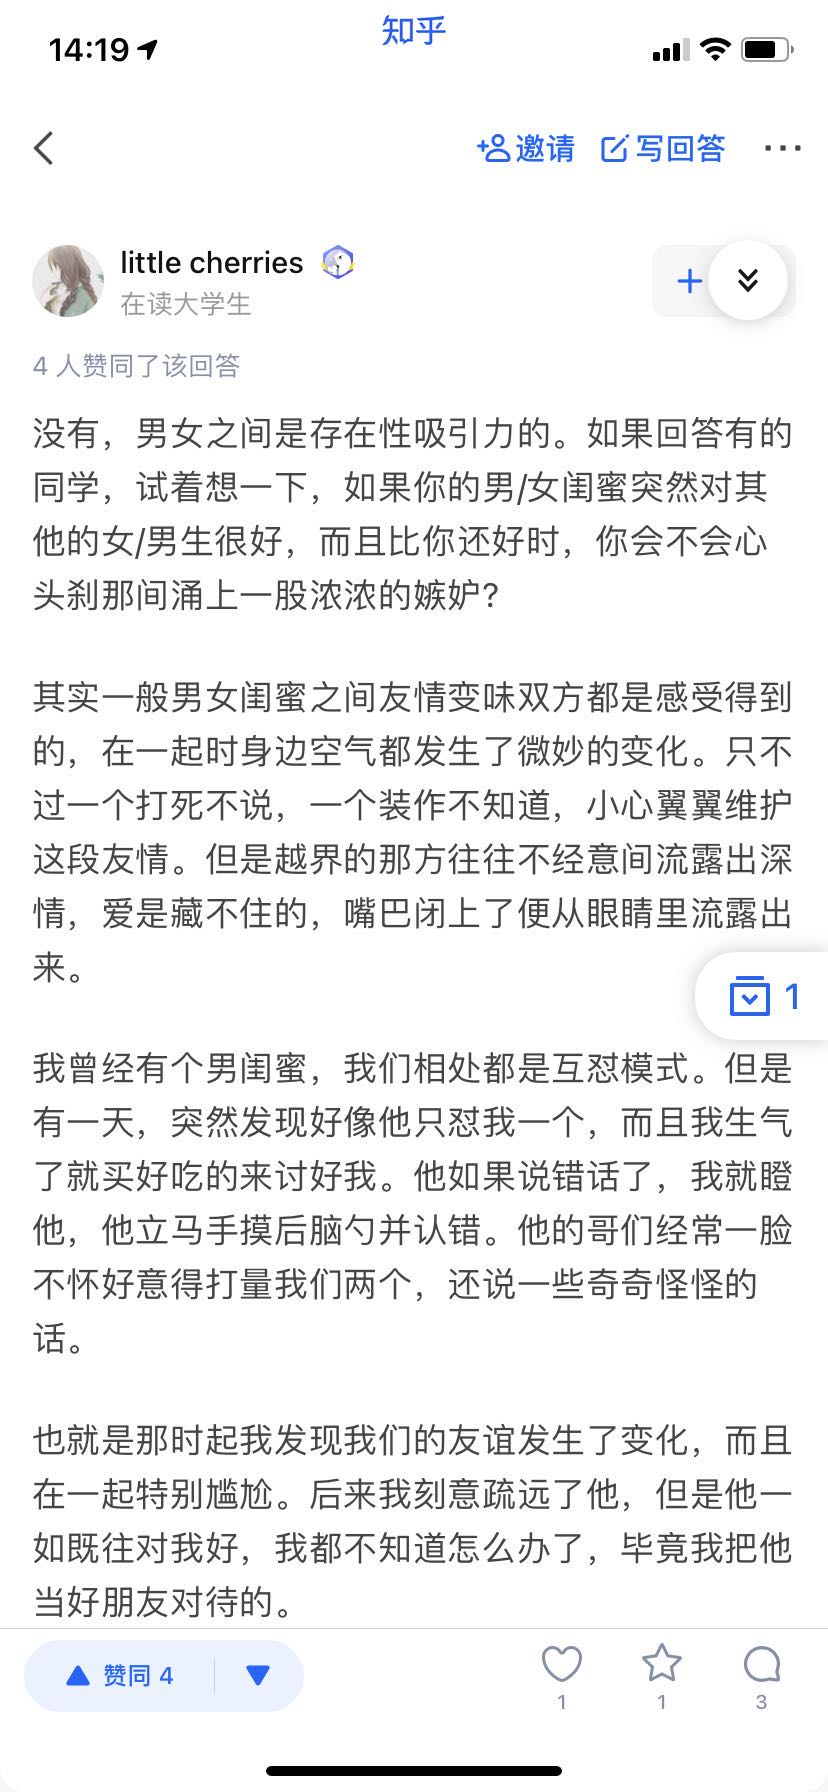 知乎
14:19
邀请 写回答
little cherries
在读大学生
4 人赞同了该回答
没有，男女之间是存在性吸引力的。如果回答有的
同学，试着想一下，如果你的男/女闺蜜突然对其
他的女/男生很好，而且比你还好时，你会不会心
头刹那间涌上一股浓浓的嫉妒?
其实一般男女闺蜜之间友情变味双方都是感受得到
的，在一起时身边空气都发生了微妙的变化。只不
过一个打死不说，一个装作不知道，小心翼翼维护
这段友情。但是越界的那方往往不经意间流露出深
情，爱是藏不住的，嘴巴闭上了便从眼睛里流露出
来。
1
我曾经有个男闺蜜，我们相处都是互怼模式。但是
有一天，突然发现好像他只怼我一个，而且我生气
了就买好吃的来讨好我。他如果说错话了，我就瞪
他，他立马手摸后脑勺并认错。他的哥们经常一脸
不怀好意得打量我们两个，还说一些奇奇怪怪的
话。
也就是那时起我发现我们的友谊发生了变化，而且
在一起特别尴尬。后来我刻意疏远了他，但是他一
如既往对我好，我都不知道怎么办了，毕竟我把他
当好朋友对待的。
赞同 4
1 1 3